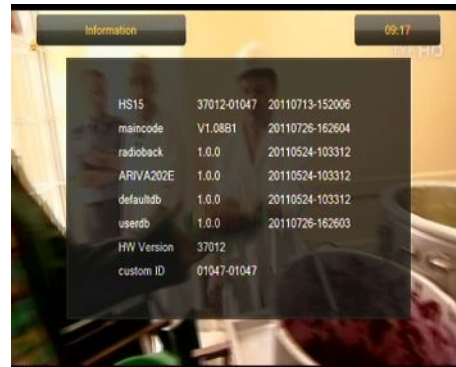 Information 09:17
HS15 37012-01047 20110713-152006
maincode V1.08B1 20110726-162604
radioback 1.0.0 20110524-103312
ARIVA202E 1.0.0 20110524-103312
defaultdb 1.0.0 20110524-103312
userdb 1.0.0 20110726-162603
HW Version 37012
custom ID 01047-01047